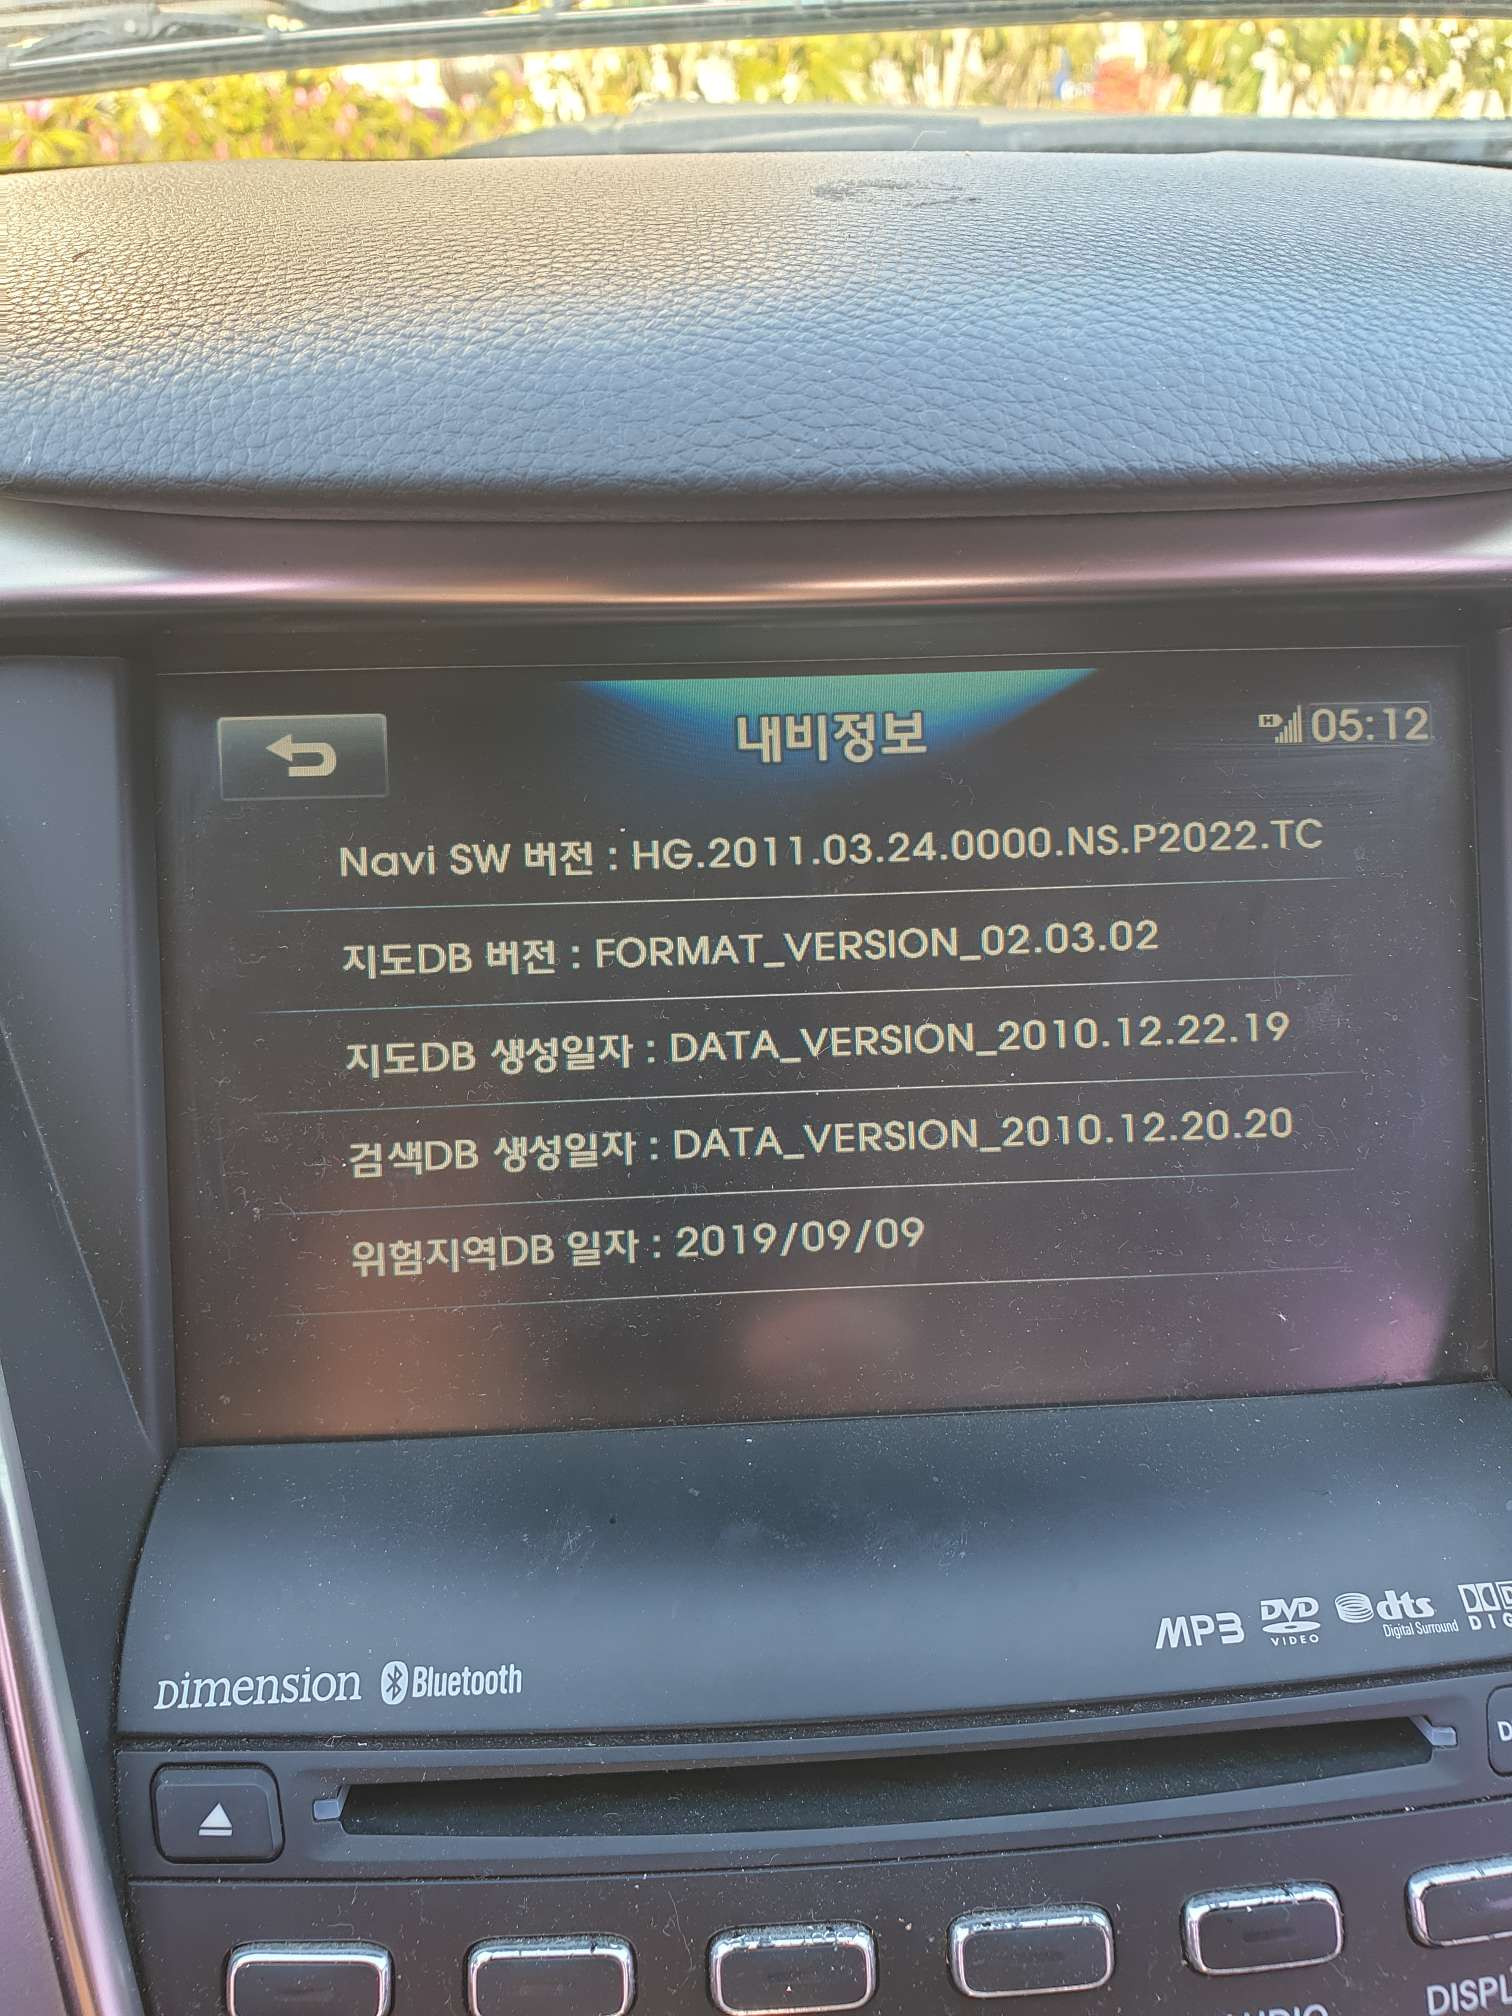 내비정보
05:12
Navi SW 버전 : HG.2011.03.24.0000.NS.P2022.TC
지도DB 버전 : FORMAT_VERSION_02.03.02
지도DB 생성일자 : DATA_VERSION_2010.12.22.19
검색DB 생성일자 : DATA_VERSION_2010.12.20.20
위험지역DB 일자 : 2019/09/09
MP3 DVD VIDEO dts Digital Surround
Dimension Bluetooth